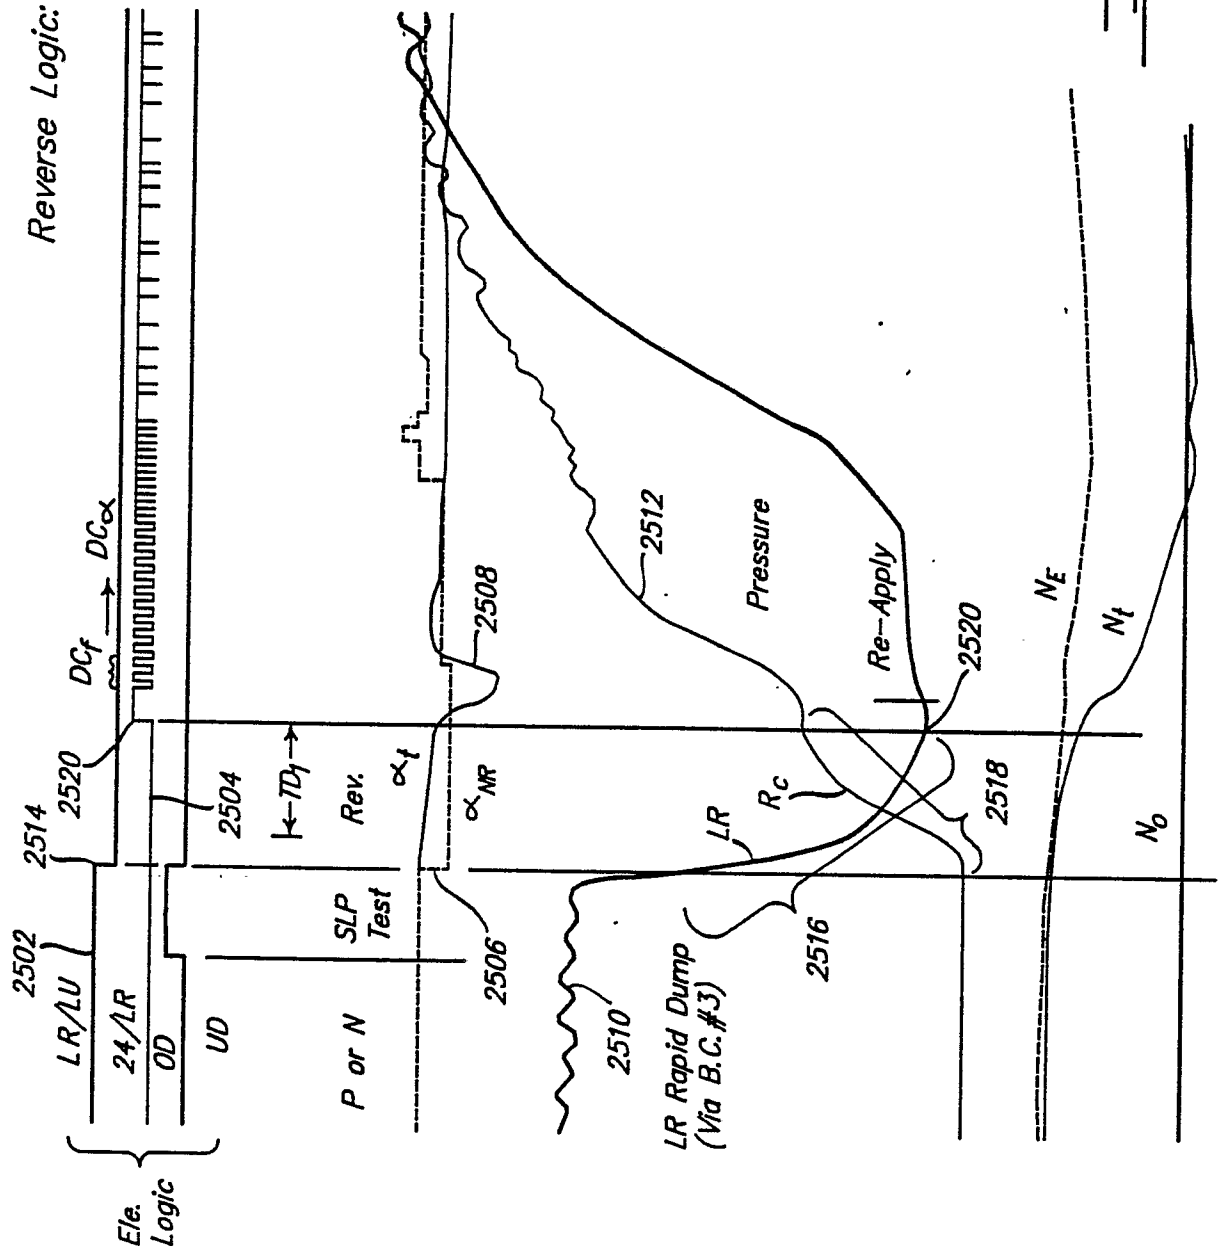 Reverse Logic:
Ele.
Logic
LR/LU
24/LR
OD
UD
2502
2514
2520
2504
DCf → DCα
P or N
SLP
Test
Rev.
TD1
αt
αNR
2506
2508
2510
LR Rapid Dump
(Via B.C.#3)
2516
LR
RC
2518
2512
Pressure
Re-Apply
2520
NE
Nt
NO